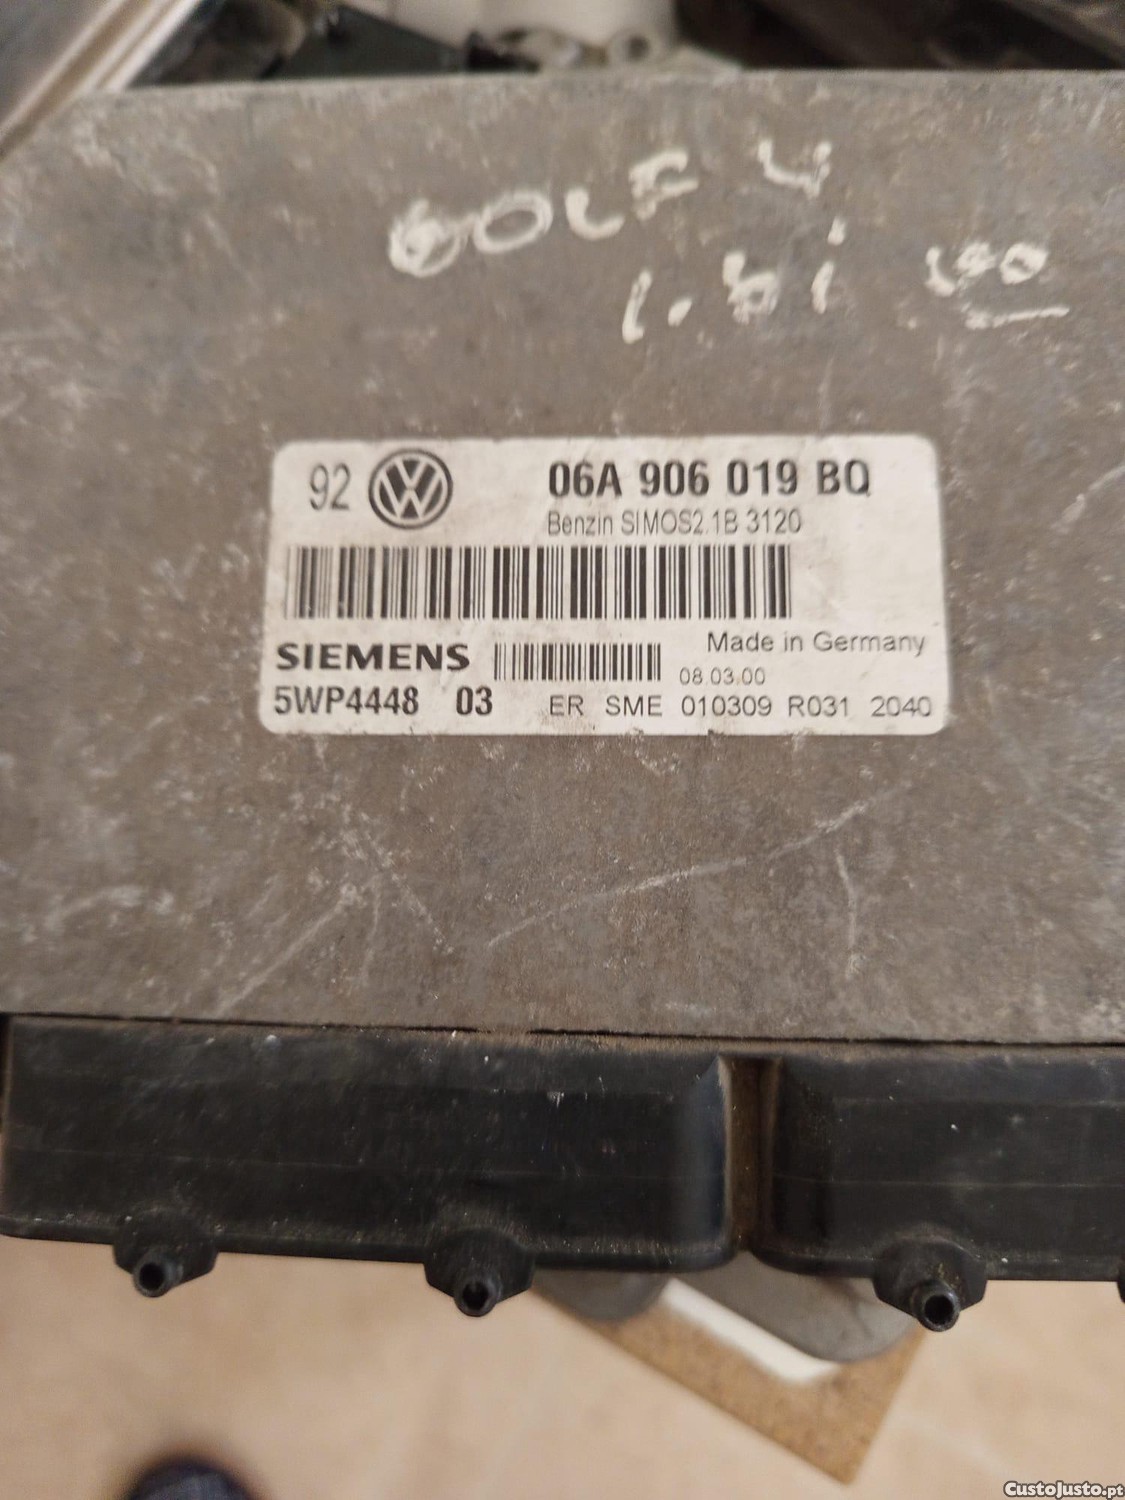 GOLF 4
1.6i
92 06A 906 019 BQ
Benzin SIMOS2.1B 3120
SIEMENS
Made in Germany
08.03.00
5WP4448 03 ER SME 010309 R031 2040
CustoJusto.pt